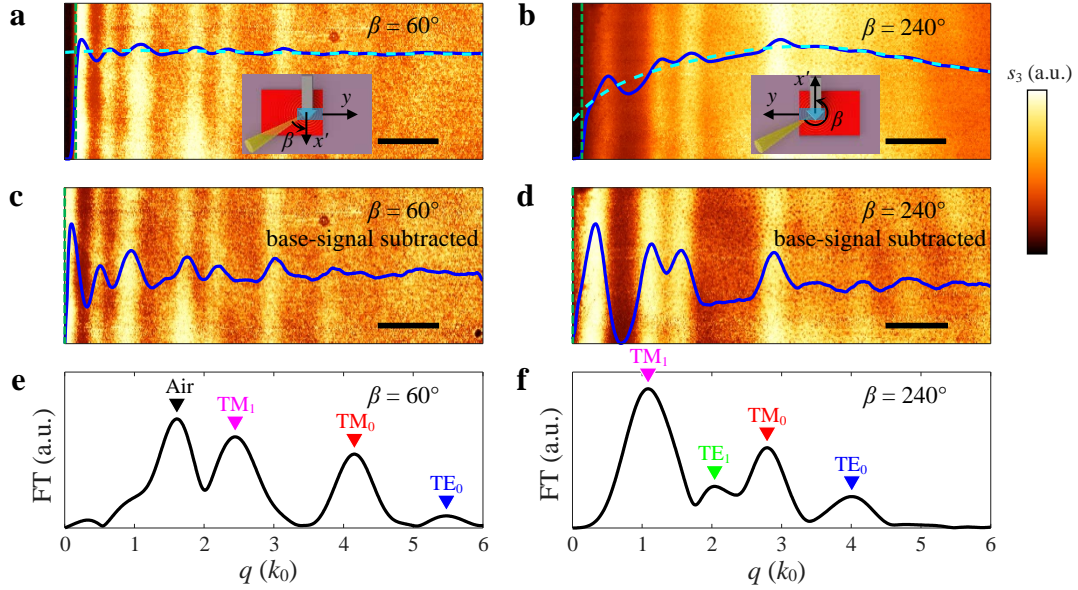 a
β = 60°
y
β
x′
b
β = 240°
x′
y
β
s₃ (a.u.)
c
β = 60°
base-signal subtracted
d
β = 240°
base-signal subtracted
e
Air
TM₁
TM₀
TE₀
β = 60°
FT (a.u.)
0 1 2 3 4 5 6
q (k₀)
f
TM₁
TE₁
TM₀
TE₀
β = 240°
FT (a.u.)
0 1 2 3 4 5 6
q (k₀)